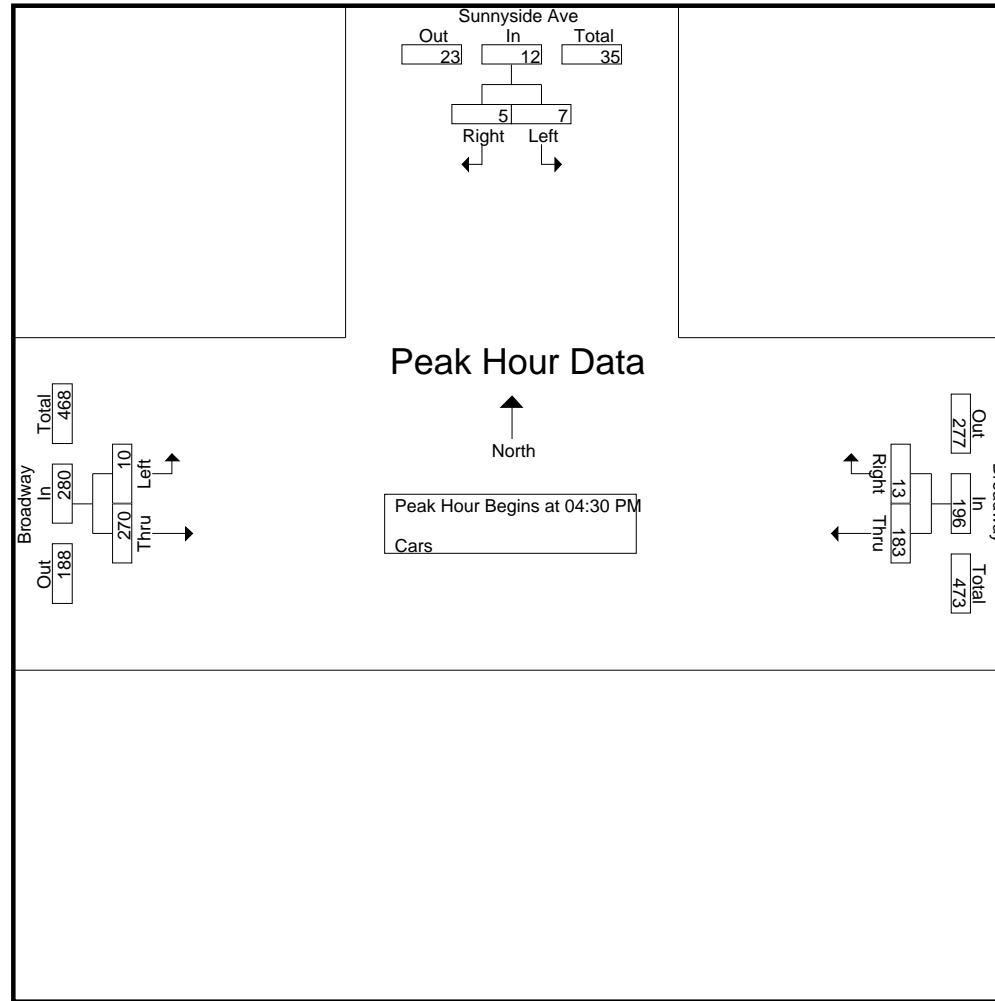 Sunnyside Ave
Out In Total
23 12 35
5 7
Right Left
Peak Hour Data
North
Peak Hour Begins at 04:30 PM
Cars
Broadway
Out In Total
188 280 468
270 10
Thru Left
Out In Total
277 196 473
13 183
Right Thru